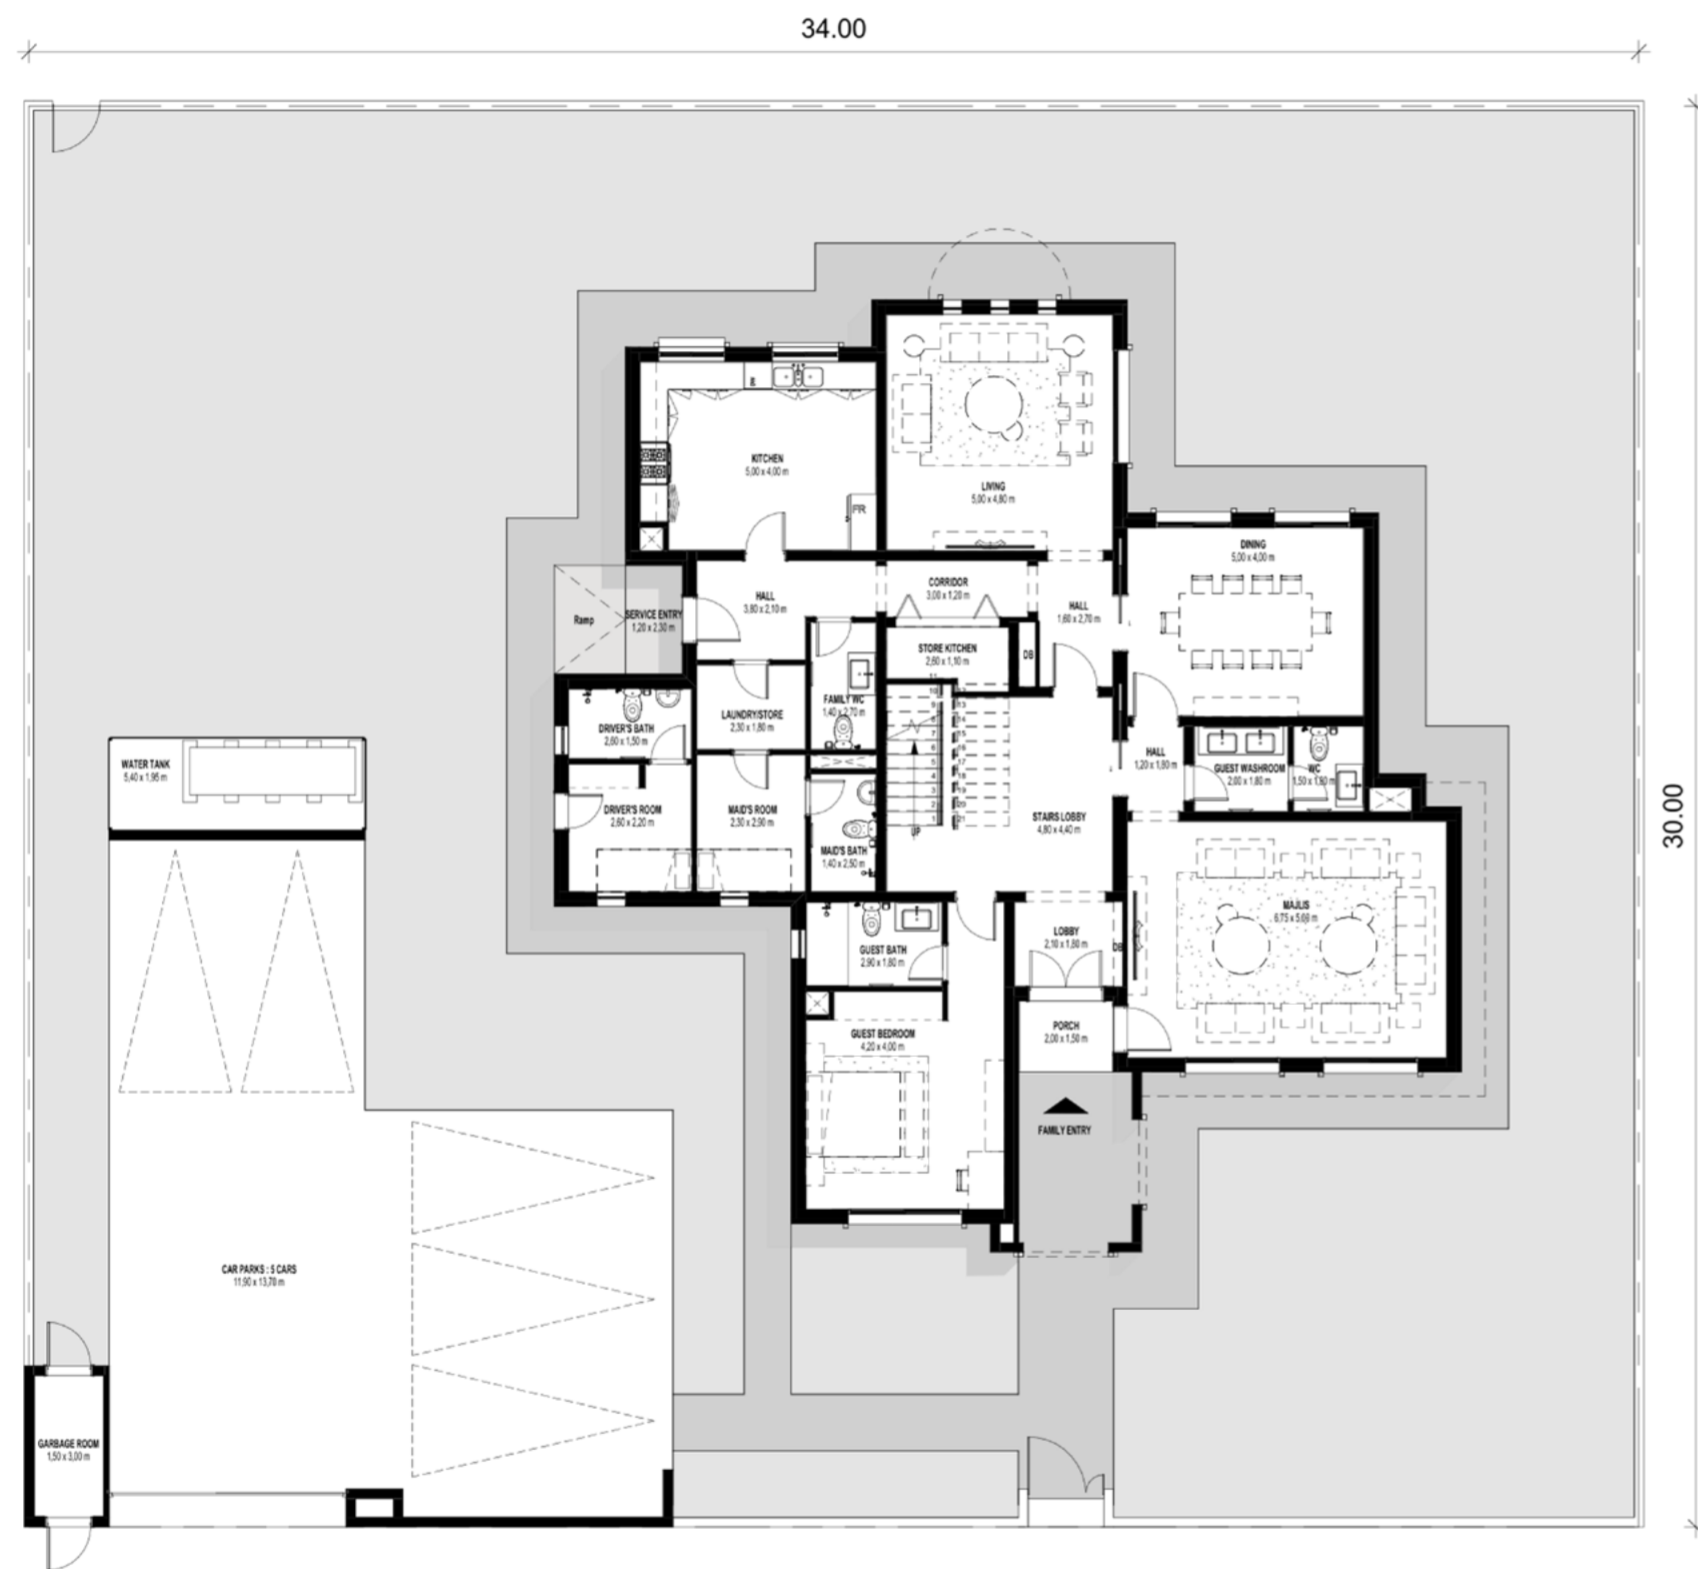 34.00
30.00
KITCHEN
5,00 x 4,00 m
FR
LIVING
5,00 x 4,80 m
DINING
5,00 x 4,00 m
CORRIDOR
3,00 x 1,20 m
HALL
3,80 x 2,10 m
HALL
1,60 x 2,70 m
Ramp
SERVICE ENTRY
1,20 x 2,30 m
STORE KITCHEN
2,60 x 1,10 m
DB
FAMILY WC
1,40 x 2,70 m
LAUNDRY/STORE
2,30 x 1,80 m
DRIVER'S BATH
2,60 x 1,50 m
HALL
1,20 x 1,80 m
GUEST WASHROOM
2,00 x 1,80 m
WC
1,50 x 1,80 m
WATER TANK
5,40 x 1,95 m
DRIVER'S ROOM
2,60 x 2,20 m
MAID'S ROOM
2,30 x 2,90 m
MAID'S BATH
1,40 x 2,50 m
UP
STAIRS LOBBY
4,80 x 4,40 m
MAJLIS
6,75 x 5,09 m
GUEST BATH
2,90 x 1,80 m
LOBBY
2,10 x 1,80 m
DB
PORCH
2,00 x 1,50 m
GUEST BEDROOM
4,20 x 4,00 m
FAMILY ENTRY
CAR PARKS : 5 CARS
11,90 x 13,70 m
GARBAGE ROOM
1,50 x 3,00 m